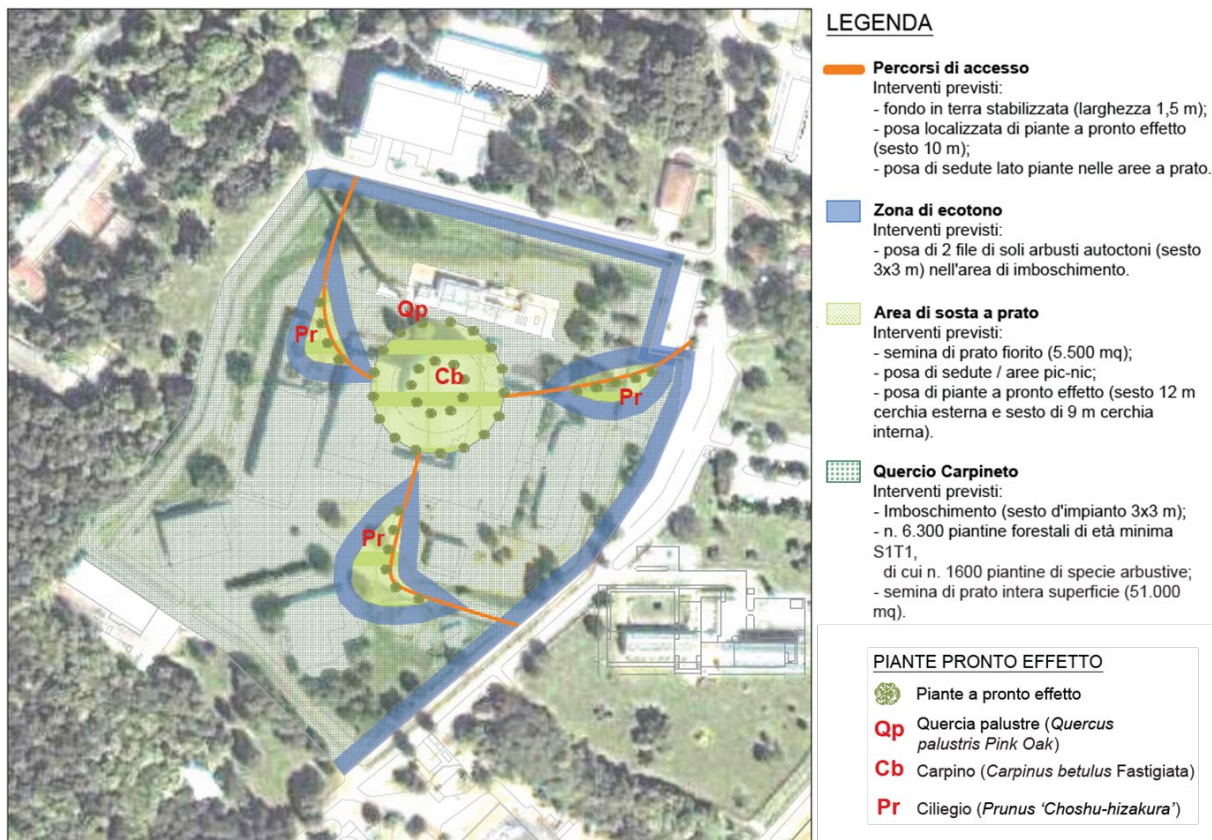 LEGENDA
Percorsi di accesso
Interventi previsti:
- fondo in terra stabilizzata (larghezza 1,5 m);
- posa localizzata di piante a pronto effetto
(sesto 10 m);
- posa di sedute lato piante nelle aree a prato.
Zona di ecotono
Interventi previsti:
- posa di 2 file di soli arbusti autoctoni (sesto
3x3 m) nell'area di imboschimento.
Area di sosta a prato
Interventi previsti:
- semina di prato fiorito (5.500 mq);
- posa di sedute / aree pic-nic;
- posa di piante a pronto effetto (sesto 12 m
cerchia esterna e sesto di 9 m cerchia
interna).
Quercio Carpineto
Interventi previsti:
- Imboschimento (sesto d'impianto 3x3 m);
- n. 6.300 piantine forestali di età minima
S1T1,
di cui n. 1600 piantine di specie arbustive;
- semina di prato intera superficie (51.000
mq).
PIANTE PRONTO EFFETTO
Piante a pronto effetto
Qp Quercia palustre (Quercus
palustris Pink Oak)
Cb Carpino (Carpinus betulus Fastigiata)
Pr Ciliegio (Prunus ‘Choshu-hizakura’)
Qp
Pr
Cb
Pr
Pr